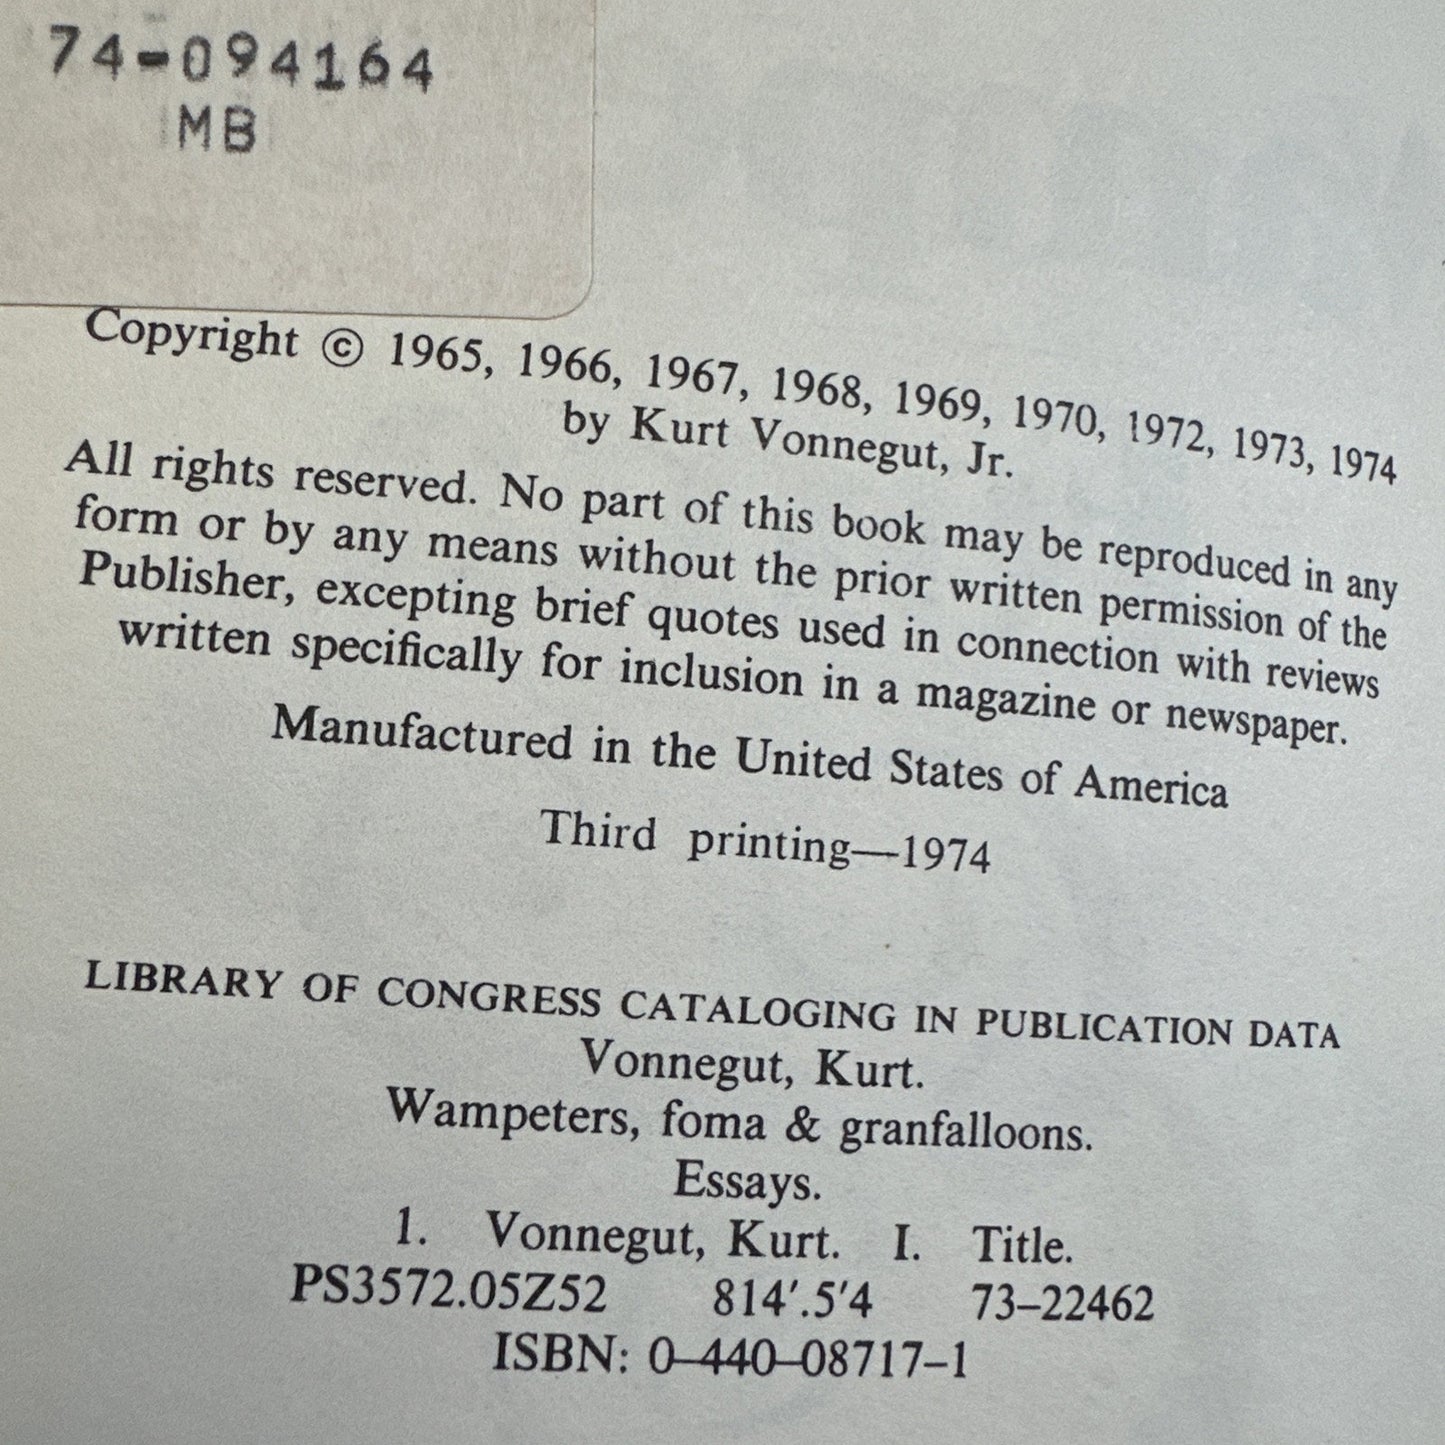 74-094164
MB
Copyright © 1965, 1966, 1967, 1968, 1969, 1970, 1972, 1973, 1974
by Kurt Vonnegut, Jr.
All rights reserved. No part of this book may be reproduced in any
form or by any means without the prior written permission of the
Publisher, excepting brief quotes used in connection with reviews
written specifically for inclusion in a magazine or newspaper.
Manufactured in the United States of America
Third printing—1974
LIBRARY OF CONGRESS CATALOGING IN PUBLICATION DATA
Vonnegut, Kurt.
Wampeters, foma & granfalloons.
Essays.
1. Vonnegut, Kurt. I. Title.
PS3572.05Z52 814′.5′4 73–22462
ISBN: 0–440–08717–1